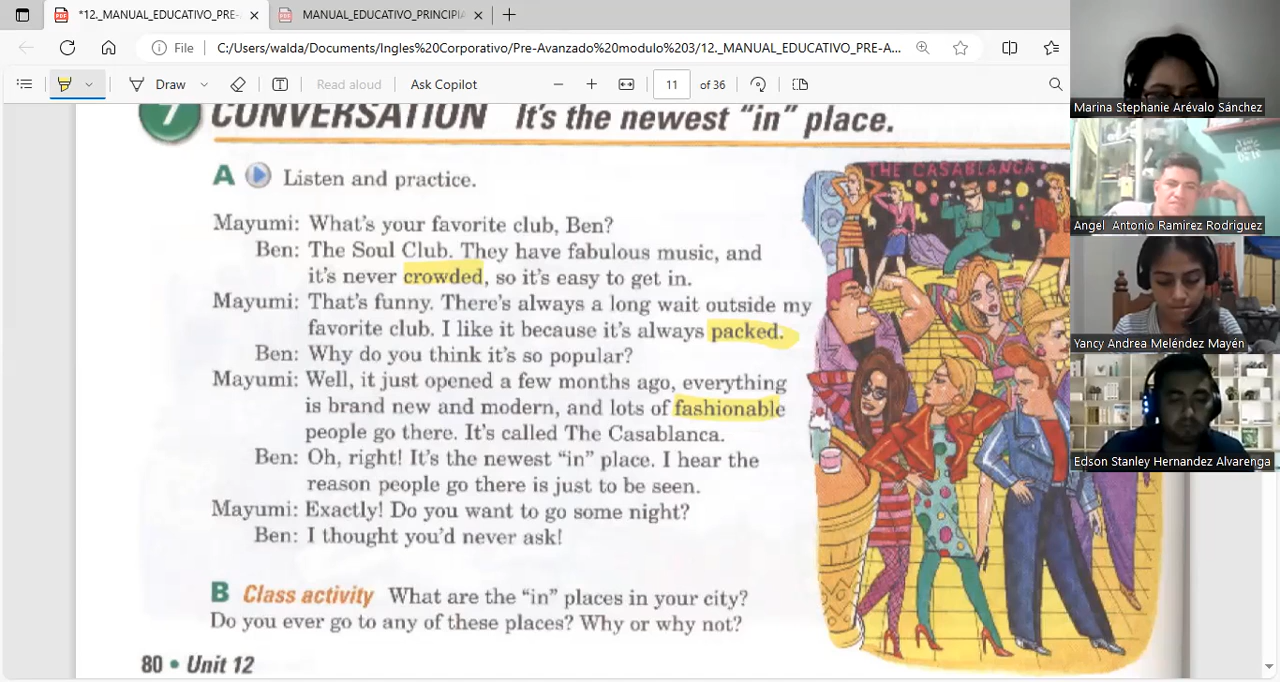 *12._MANUAL_EDUCATIVO_PRE-
MANUAL_EDUCATIVO_PRINCIPIA
File
C:/Users/walda/Documents/Ingles%20Corporativo/Pre-Avanzado%20modulo%203/12._MANUAL_EDUCATIVO_PRE-A...
Draw
Read aloud
Ask Copilot
11
of 36
7 CONVERSATION It's the newest "in" place.
A Listen and practice.
Mayumi: What's your favorite club, Ben?
Ben: The Soul Club. They have fabulous music, and
it's never crowded, so it's easy to get in.
Mayumi: That's funny. There's always a long wait outside my
favorite club. I like it because it's always packed.
Ben: Why do you think it's so popular?
Mayumi: Well, it just opened a few months ago, everything
is brand new and modern, and lots of fashionable
people go there. It's called The Casablanca.
Ben: Oh, right! It's the newest "in" place. I hear the
reason people go there is just to be seen.
Mayumi: Exactly! Do you want to go some night?
Ben: I thought you'd never ask!
B Class activity What are the "in" places in your city?
Do you ever go to any of these places? Why or why not?
80 • Unit 12
THE CASABLANCA
Marina Stephanie Arévalo Sánchez
Angel Antonio Ramirez Rodriguez
Yancy Andrea Meléndez Mayén
Edson Stanley Hernandez Alvarenga